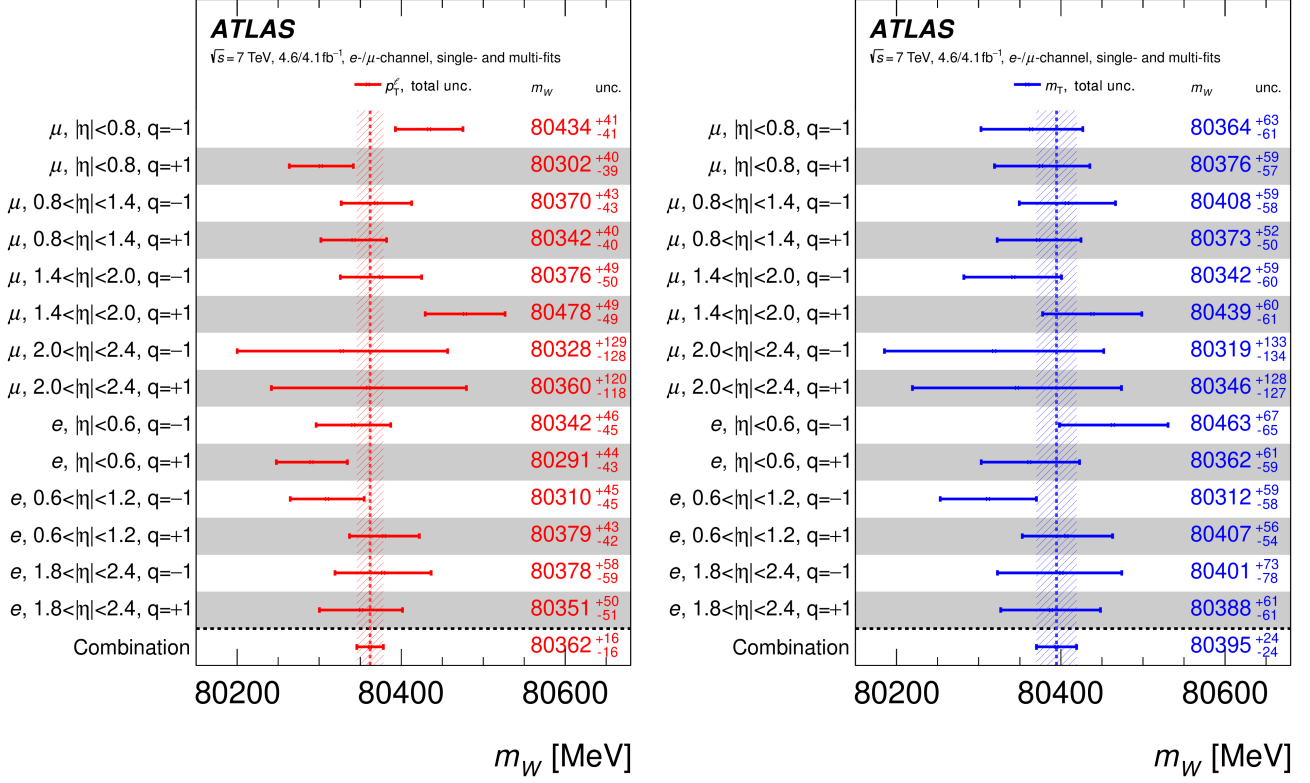 ATLAS
√s = 7 TeV, 4.6/4.1fb⁻¹, e-/μ-channel, single- and multi-fits
p_T^ℓ, total unc. m_W unc.
μ, |η|<0.8, q=−1 80434 +41 -41
μ, |η|<0.8, q=+1 80302 +40 -39
μ, 0.8<|η|<1.4, q=−1 80370 +43 -43
μ, 0.8<|η|<1.4, q=+1 80342 +40 -40
μ, 1.4<|η|<2.0, q=−1 80376 +49 -50
μ, 1.4<|η|<2.0, q=+1 80478 +49 -49
μ, 2.0<|η|<2.4, q=−1 80328 +129 -128
μ, 2.0<|η|<2.4, q=+1 80360 +120 -118
e, |η|<0.6, q=−1 80342 +46 -45
e, |η|<0.6, q=+1 80291 +44 -43
e, 0.6<|η|<1.2, q=−1 80310 +45 -45
e, 0.6<|η|<1.2, q=+1 80379 +43 -42
e, 1.8<|η|<2.4, q=−1 80378 +58 -59
e, 1.8<|η|<2.4, q=+1 80351 +50 -51
Combination 80362 +16 -16
80200 80400 80600
m_W [MeV]
ATLAS
√s = 7 TeV, 4.6/4.1fb⁻¹, e-/μ-channel, single- and multi-fits
m_T, total unc. m_W unc.
μ, |η|<0.8, q=−1 80364 +63 -61
μ, |η|<0.8, q=+1 80376 +59 -57
μ, 0.8<|η|<1.4, q=−1 80408 +59 -58
μ, 0.8<|η|<1.4, q=+1 80373 +52 -50
μ, 1.4<|η|<2.0, q=−1 80342 +59 -60
μ, 1.4<|η|<2.0, q=+1 80439 +60 -61
μ, 2.0<|η|<2.4, q=−1 80319 +133 -134
μ, 2.0<|η|<2.4, q=+1 80346 +128 -127
e, |η|<0.6, q=−1 80463 +67 -65
e, |η|<0.6, q=+1 80362 +61 -59
e, 0.6<|η|<1.2, q=−1 80312 +59 -58
e, 0.6<|η|<1.2, q=+1 80407 +56 -54
e, 1.8<|η|<2.4, q=−1 80401 +73 -78
e, 1.8<|η|<2.4, q=+1 80388 +61 -61
Combination 80395 +24 -24
80200 80400 80600
m_W [MeV]